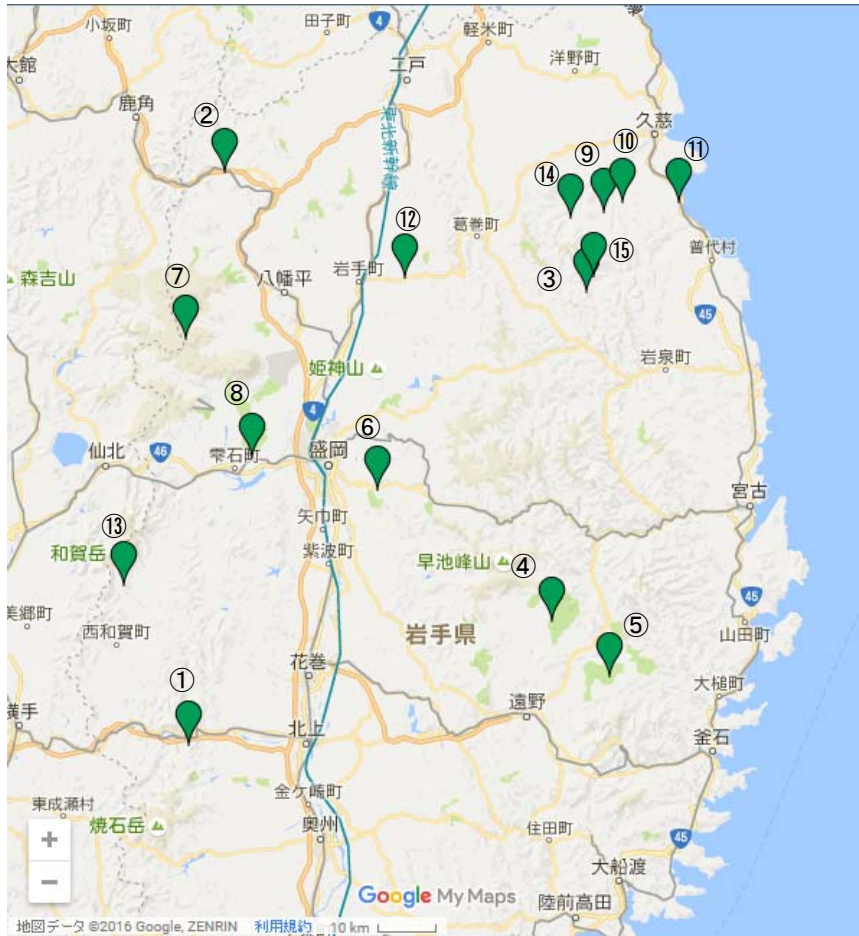 小坂町
田子町
4
軽米町
洋野町
大館
二戸
鹿角
東北新幹線
久慈
②
⑨
⑩
⑪
⑭
葛巻町
⑫
普代村
森吉山
八幡平
岩手町
⑮
③
⑦
45
岩泉町
姫神山
⑧
4
⑥
仙北
46
雫石町
盛岡
宮古
矢巾町
⑬
和賀岳
紫波町
早池峰山
④
45
美郷町
西和賀町
岩手県
⑤
山田町
①
花巻
大槌町
横手
遠野
北上
釜石
金ケ崎町
東成瀬村
焼石岳
奥州
住田町
45
+
−
大船渡
Google My Maps
陸前高田
地図データ ©2016 Google, ZENRIN 利用規約 10 km